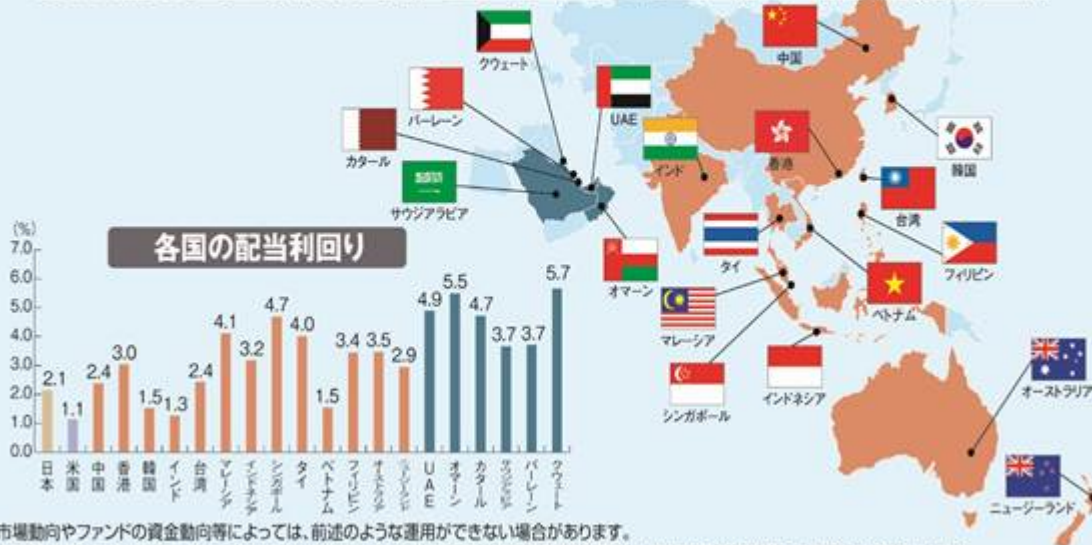 中国
クウェート
バーレーン
UAE
カタール
インド
香港
韓国
サウジアラビア
台湾
(%)
各国の配当利回り
タイ
フィリピン
オマーン
ベトナム
マレーシア
シンガポール
インドネシア
オーストラリア
ニュージーランド
7.0
6.0
5.0
4.0
3.0
2.0
1.0
0.0
2.1
1.1
2.4
3.0
1.5
1.3
2.4
4.1
3.2
4.7
4.0
1.5
3.4
3.5
2.9
4.9
5.5
4.7
3.7
3.7
5.7
日本
米国
中国
香港
韓国
インド
台湾
マレーシア
インドネシア
シンガポール
タイ
ベトナム
フィリピン
オーストラリア
ニュージーランド
UAE
オマーン
カタール
サウジアラビア
バーレーン
クウェート
市場動向やファンドの資金動向等によっては、前述のような運用ができない場合があります。